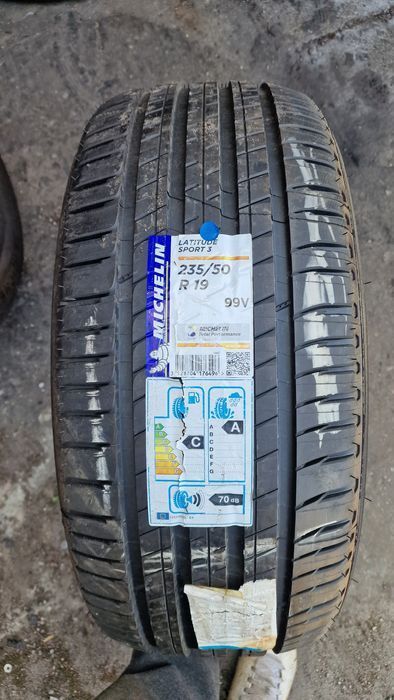 MICHELIN
LATITUDE
SPORT 3
235/50
R 19
99V
MICHELIN
Total Performance
C
A
A
B
C
D
E
F
G
70 dB